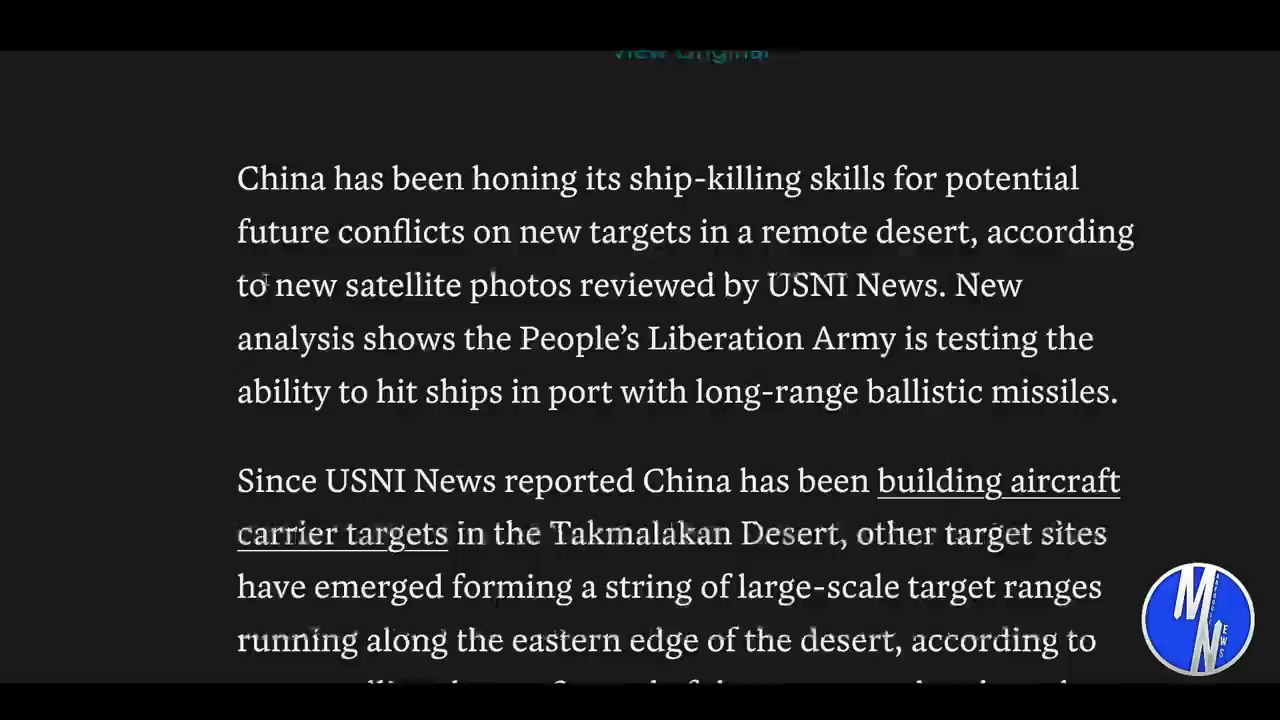 View Original
China has been honing its ship-killing skills for potential
future conflicts on new targets in a remote desert, according
to new satellite photos reviewed by USNI News. New
analysis shows the People’s Liberation Army is testing the
ability to hit ships in port with long-range ballistic missiles.
Since USNI News reported China has been building aircraft
carrier targets in the Takmalakan Desert, other target sites
have emerged forming a string of large-scale target ranges
running along the eastern edge of the desert, according to
MN